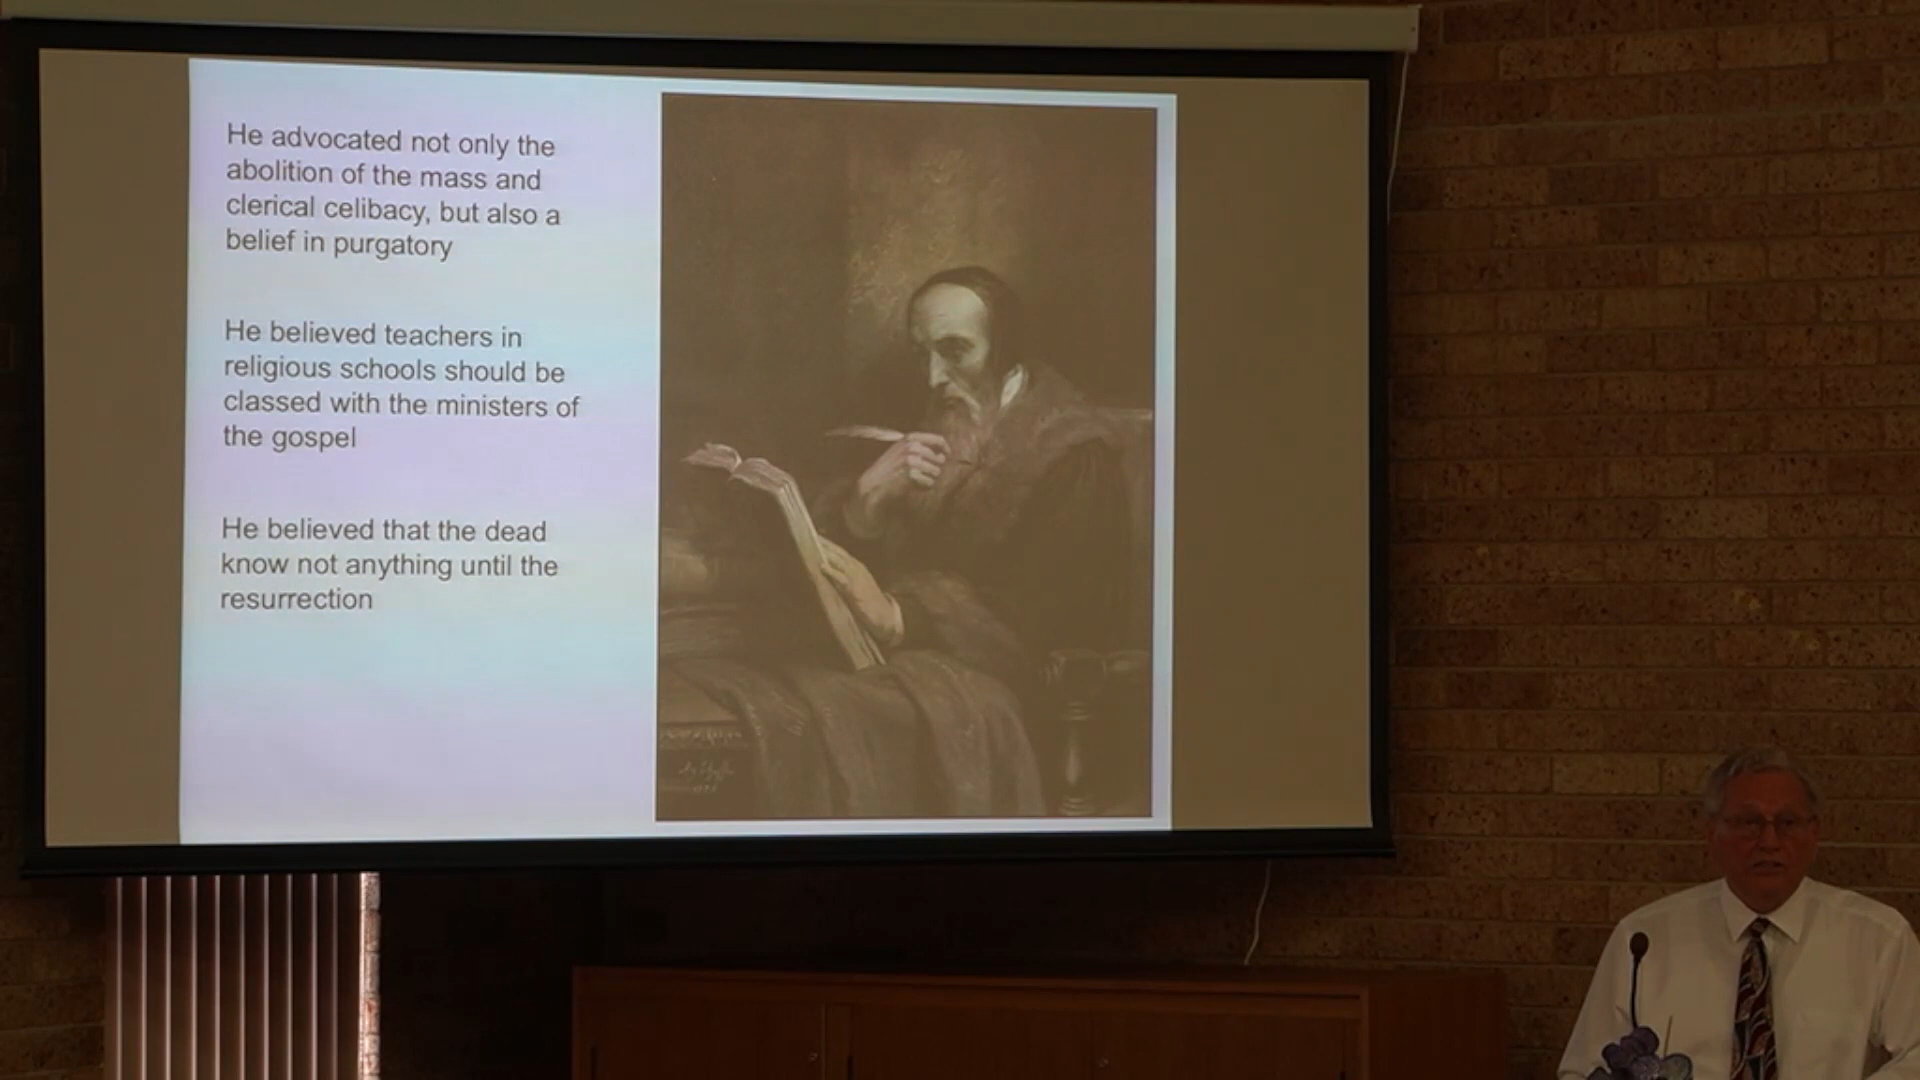 He advocated not only the
abolition of the mass and
clerical celibacy, but also a
belief in purgatory
He believed teachers in
religious schools should be
classed with the ministers of
the gospel
He believed that the dead
know not anything until the
resurrection